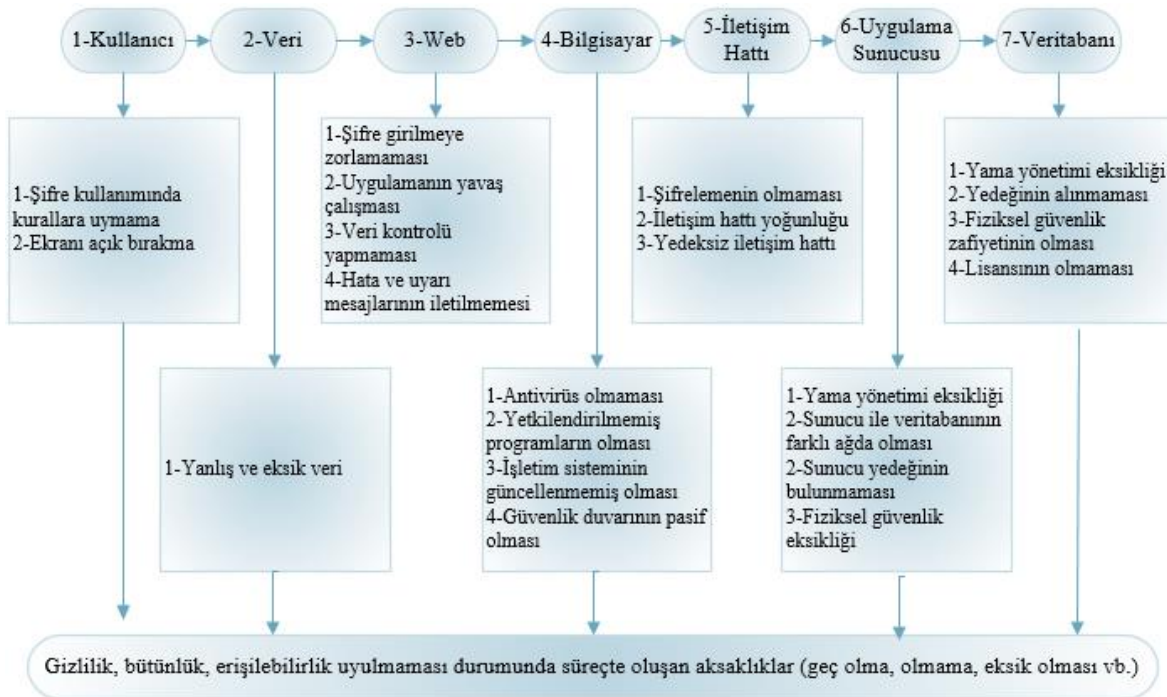 1-Kullanıcı
2-Veri
3-Web
4-Bilgisayar
5-İletişim
Hattı
6-Uygulama
Sunucusu
7-Veritabanı
1-Şifre kullanımında
kurallara uymama
2-Ekranı açık bırakma
1-Şifre girilmeye
zorlamaması
2-Uygulamanın yavaş
çalışması
3-Veri kontrolü
yapmaması
4-Hata ve uyarı
mesajlarının iletilmemesi
1-Şifrelemenin olmaması
2-İletişim hattı yoğunluğu
3-Yedeksiz iletişim hattı
1-Yama yönetimi eksikliği
2-Yedeğinin alınmaması
3-Fiziksel güvenlik
zafiyetinin olması
4-Lisansının olmaması
1-Yanlış ve eksik veri
1-Antivirüs olmaması
2-Yetkilendirilmemiş
programların olması
3-İşletim sisteminin
güncellenmemiş olması
4-Güvenlik duvarının pasif
olması
1-Yama yönetimi eksikliği
2-Sunucu ile veritabanının
farklı ağda olması
2-Sunucu yedeğinin
bulunmaması
3-Fiziksel güvenlik
eksikliği
Gizlilik, bütünlük, erişilebilirlik uyulmaması durumunda süreçte oluşan aksaklıklar (geç olma, olmama, eksik olması vb.)